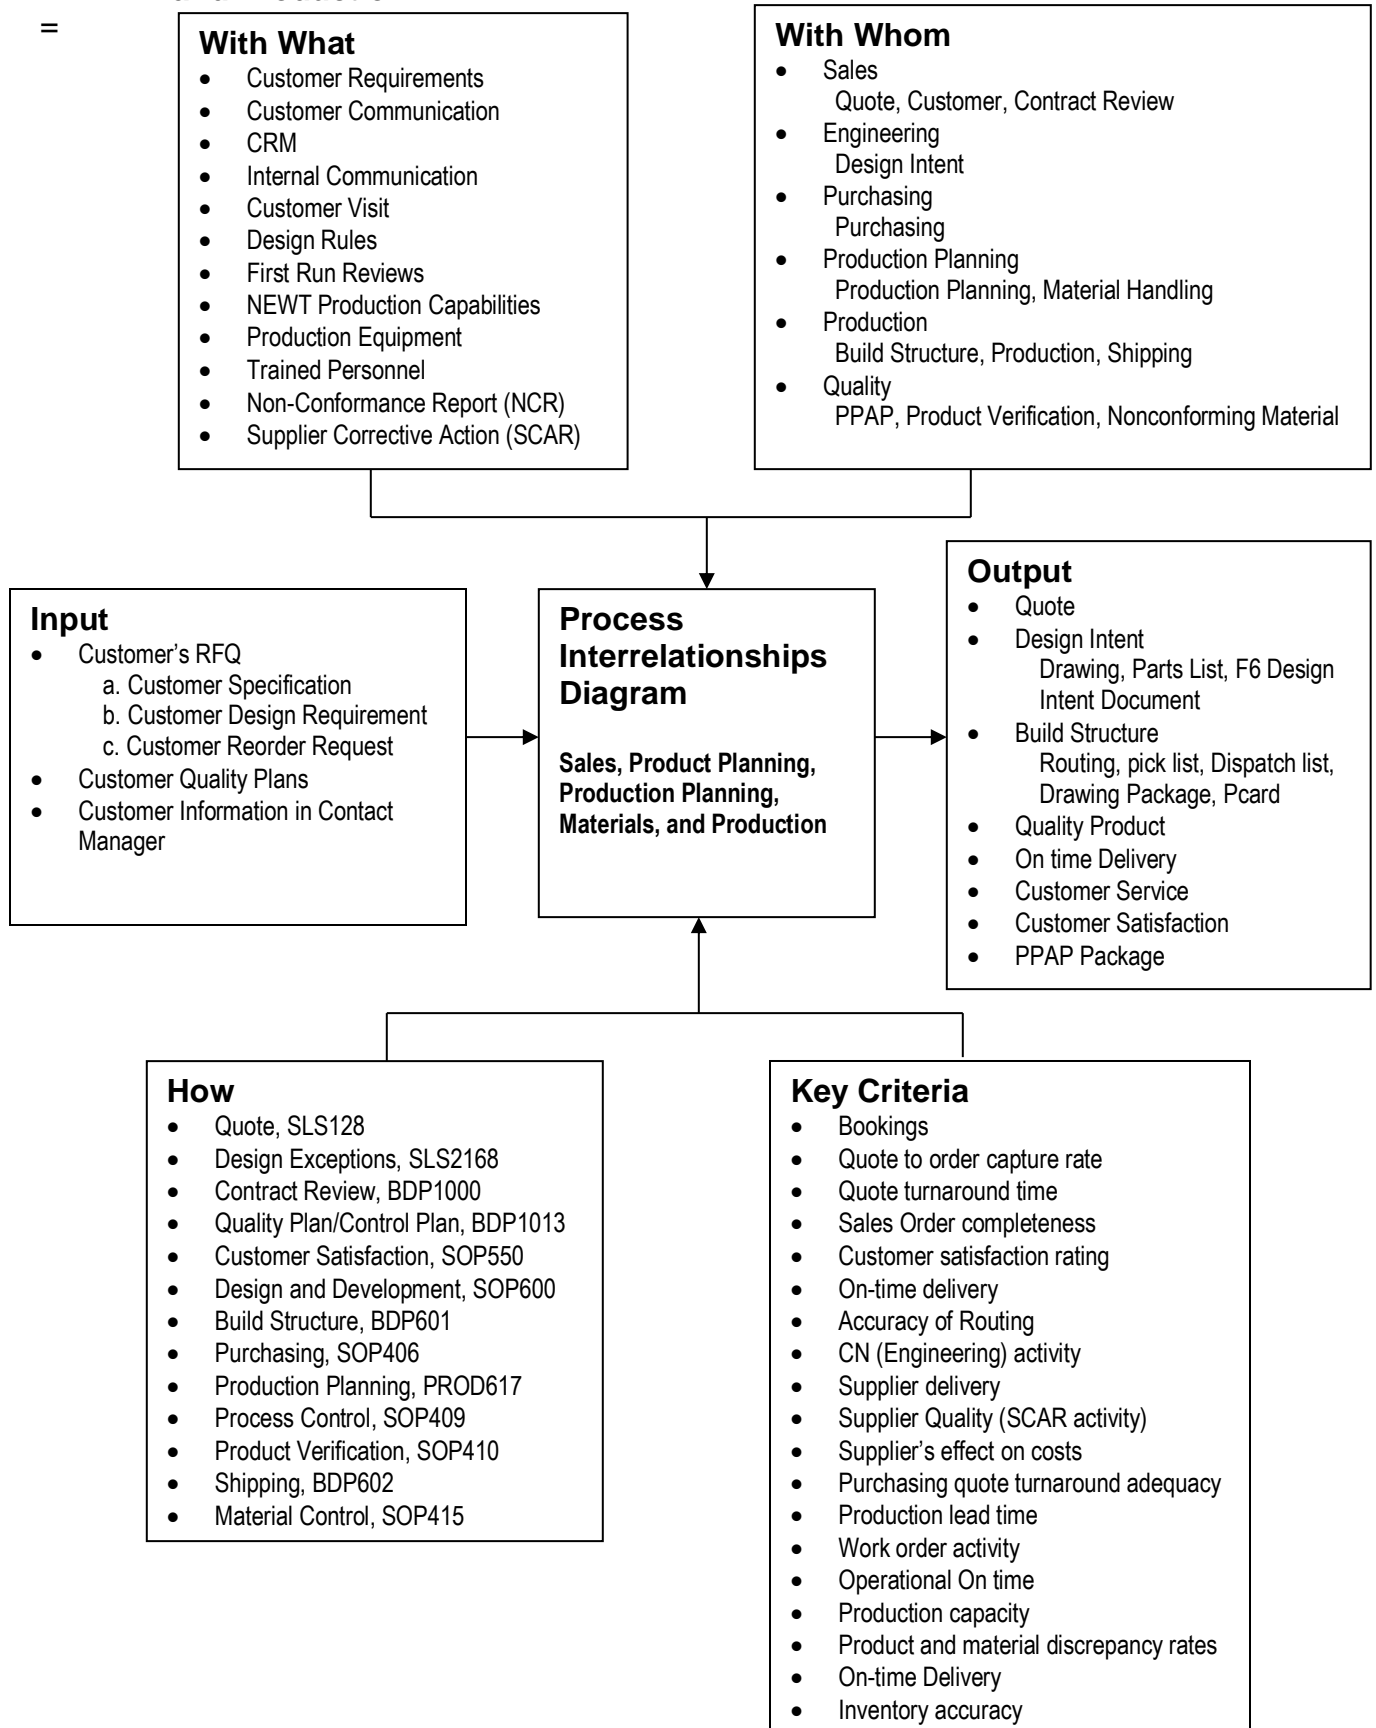 =
With What
• Customer Requirements
• Customer Communication
• CRM
• Internal Communication
• Customer Visit
• Design Rules
• First Run Reviews
• NEWT Production Capabilities
• Production Equipment
• Trained Personnel
• Non-Conformance Report (NCR)
• Supplier Corrective Action (SCAR)
With Whom
• Sales
Quote, Customer, Contract Review
• Engineering
Design Intent
• Purchasing
Purchasing
• Production Planning
Production Planning, Material Handling
• Production
Build Structure, Production, Shipping
• Quality
PPAP, Product Verification, Nonconforming Material
Input
• Customer’s RFQ
a. Customer Specification
b. Customer Design Requirement
c. Customer Reorder Request
• Customer Quality Plans
• Customer Information in Contact
Manager
Process
Interrelationships
Diagram
Sales, Product Planning,
Production Planning,
Materials, and Production
Output
• Quote
• Design Intent
Drawing, Parts List, F6 Design
Intent Document
• Build Structure
Routing, pick list, Dispatch list,
Drawing Package, Pcard
• Quality Product
• On time Delivery
• Customer Service
• Customer Satisfaction
• PPAP Package
How
• Quote, SLS128
• Design Exceptions, SLS2168
• Contract Review, BDP1000
• Quality Plan/Control Plan, BDP1013
• Customer Satisfaction, SOP550
• Design and Development, SOP600
• Build Structure, BDP601
• Purchasing, SOP406
• Production Planning, PROD617
• Process Control, SOP409
• Product Verification, SOP410
• Shipping, BDP602
• Material Control, SOP415
Key Criteria
• Bookings
• Quote to order capture rate
• Quote turnaround time
• Sales Order completeness
• Customer satisfaction rating
• On-time delivery
• Accuracy of Routing
• CN (Engineering) activity
• Supplier delivery
• Supplier Quality (SCAR activity)
• Supplier’s effect on costs
• Purchasing quote turnaround adequacy
• Production lead time
• Work order activity
• Operational On time
• Production capacity
• Product and material discrepancy rates
• On-time Delivery
• Inventory accuracy